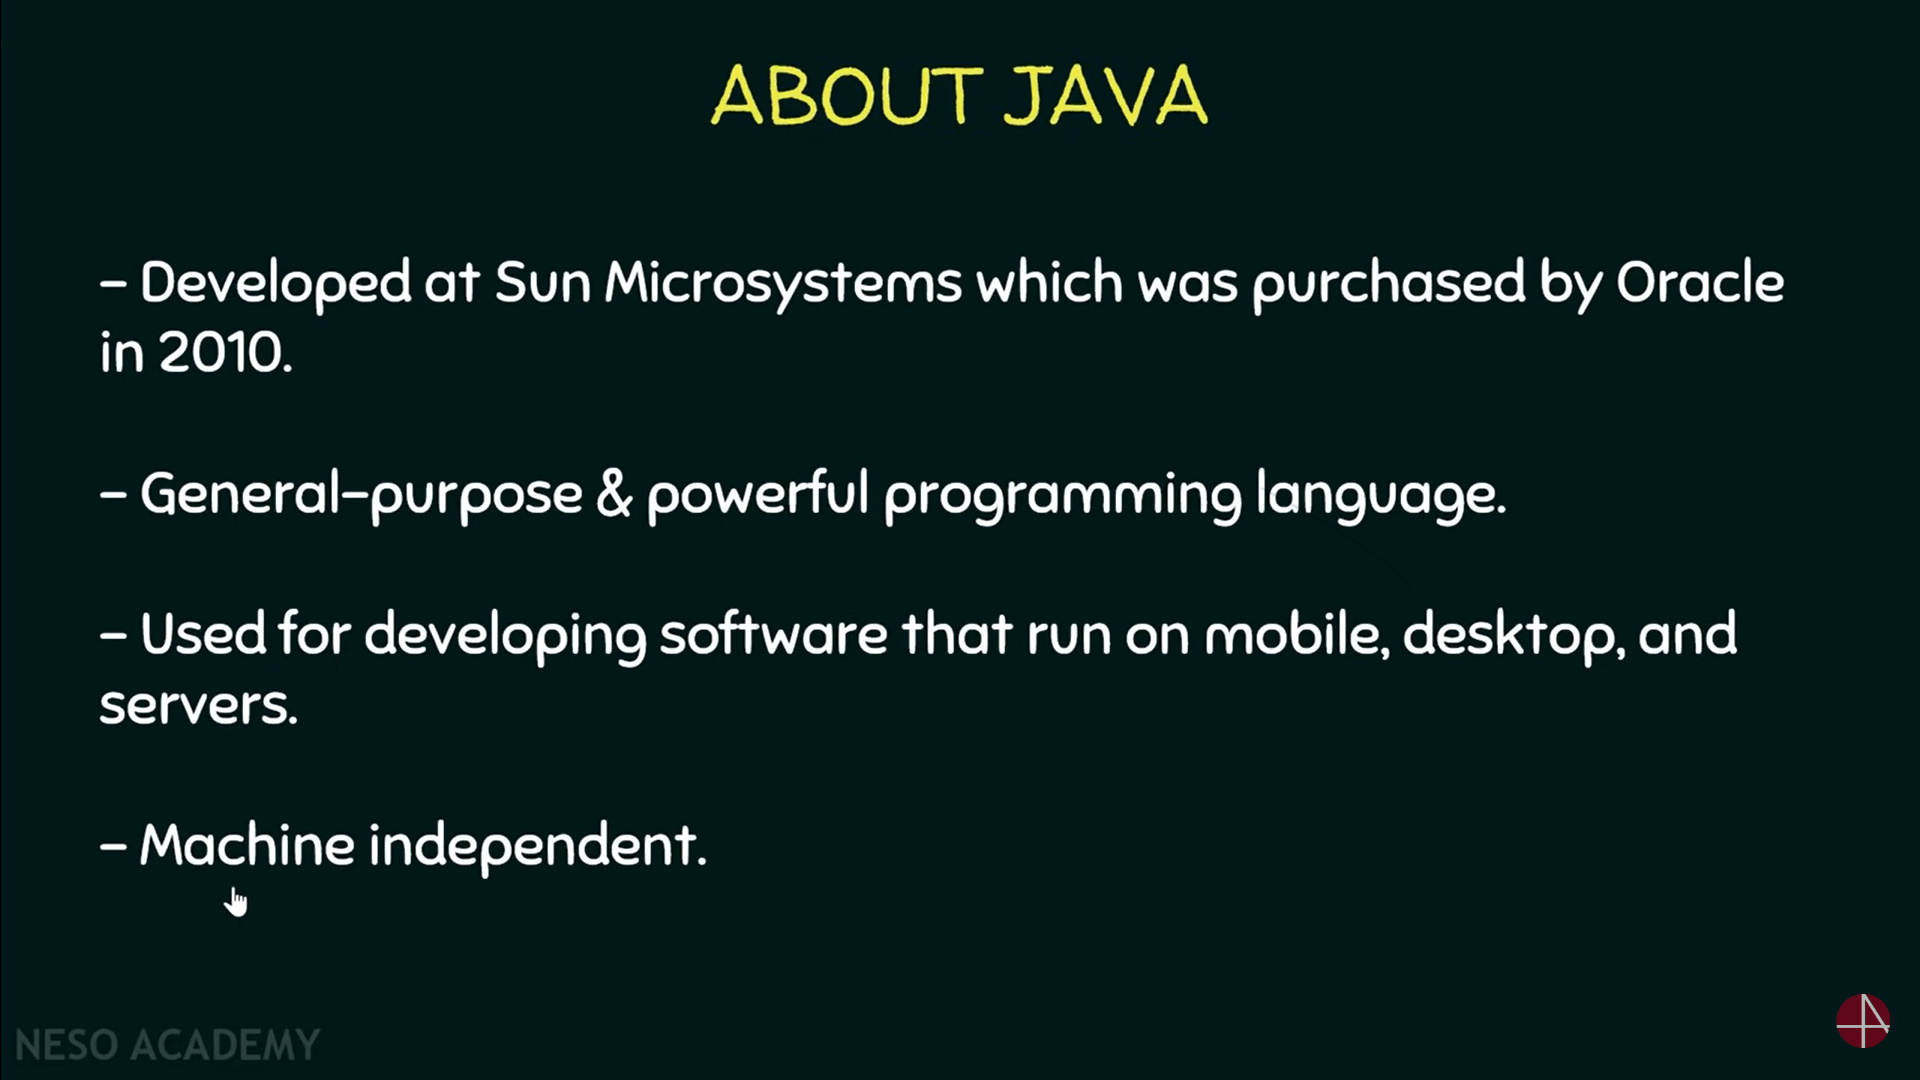 ABOUT JAVA
– Developed at Sun Microsystems which was purchased by Oracle
in 2010.
– General-purpose & powerful programming language.
– Used for developing software that run on mobile, desktop, and
servers.
– Machine independent.
NESO ACADEMY